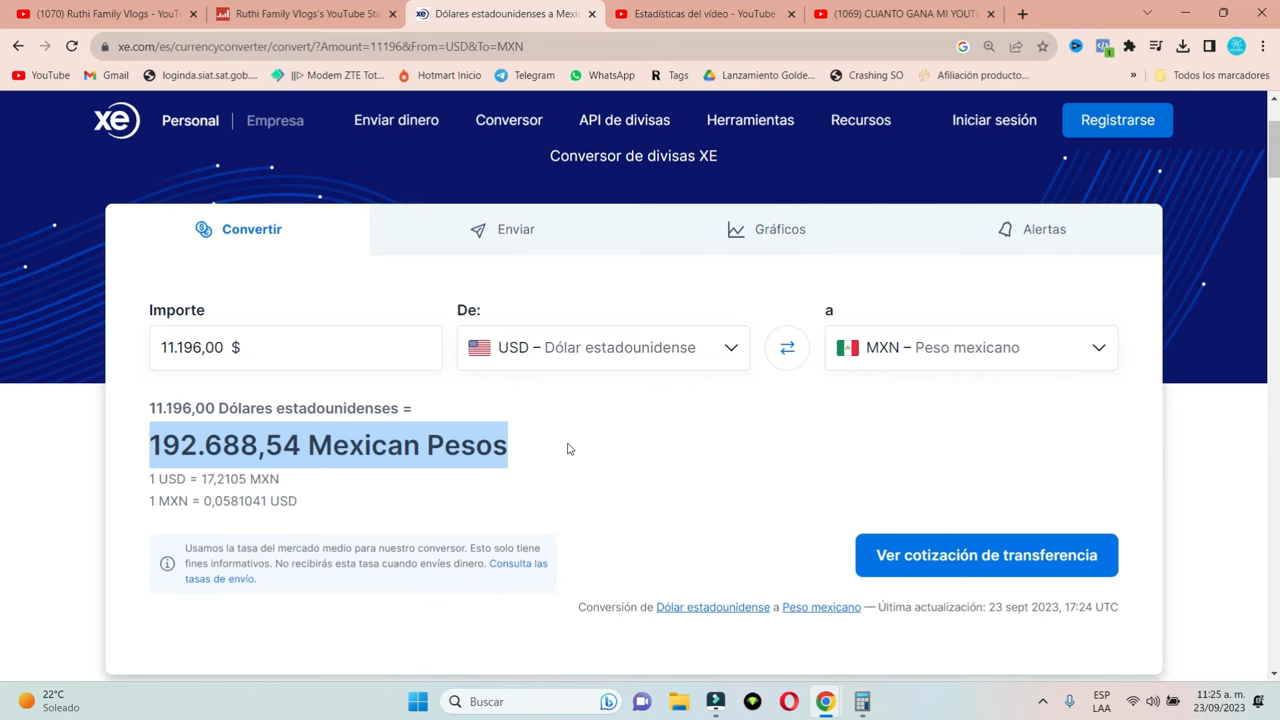 (1070) Ruthi Family Vlogs - YouT
Ruthi Family Vlogs's YouTube Sta
Dólares estadounidenses a Mexic
Estadísticas del vídeo - YouTube
(1069) CUANTO GANA MI YOUT
xe.com/es/currencyconverter/convert/?Amount=11196&From=USD&To=MXN
YouTube
Gmail
loginda.siat.sat.gob....
||▷ Modem ZTE Tot...
Hotmart Inicio
Telegram
WhatsApp
R Tags
Lanzamiento Golde...
Crashing SO
Afiliación producto...
»
Todos los marcadores
xe
Personal
Empresa
Enviar dinero
Conversor
API de divisas
Herramientas
Recursos
Iniciar sesión
Registrarse
Conversor de divisas XE
Convertir
Enviar
Gráficos
Alertas
Importe
De:
a
11.196,00 $
USD – Dólar estadounidense
MXN – Peso mexicano
11.196,00 Dólares estadounidenses =
192.688,54 Mexican Pesos
1 USD = 17,2105 MXN
1 MXN = 0,0581041 USD
Usamos la tasa del mercado medio para nuestro conversor. Esto solo tiene
fines informativos. No recibirás esta tasa cuando envíes dinero. Consulta las
tasas de envío.
Ver cotización de transferencia
Conversión de Dólar estadounidense a Peso mexicano — Última actualización: 23 sept 2023, 17:24 UTC
22°C
Soleado
Buscar
ESP
LAA
11:25 a. m.
23/09/2023